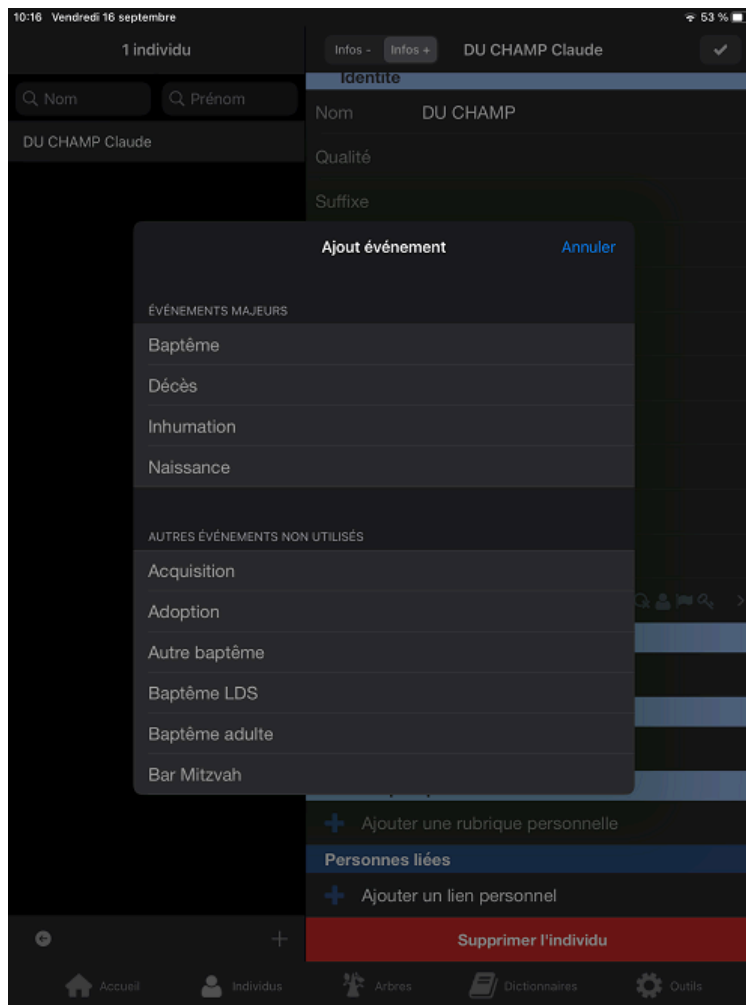 10:16 Vendredi 16 septembre 53 %
1 individu
Infos - Infos + DU CHAMP Claude
Nom Prénom
DU CHAMP Claude
Identité
Nom DU CHAMP
Qualité
Suffixe
Ajout événement Annuler
ÉVÉNEMENTS MAJEURS
Baptême
Décès
Inhumation
Naissance
AUTRES ÉVÉNEMENTS NON UTILISÉS
Acquisition
Adoption
Autre baptême
Baptême LDS
Baptême adulte
Bar Mitzvah
Ajouter une rubrique personnelle
Personnes liées
Ajouter un lien personnel
Supprimer l'individu
Accueil Individus Arbres Dictionnaires Outils